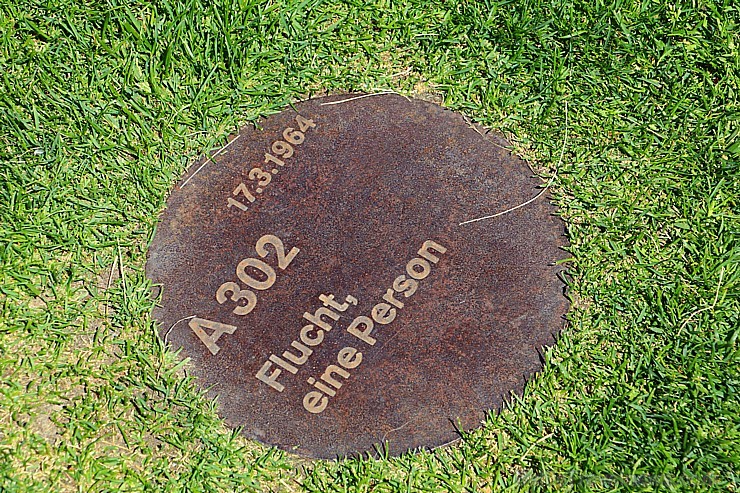 17.3.1964
A 302
Flucht,
eine Person